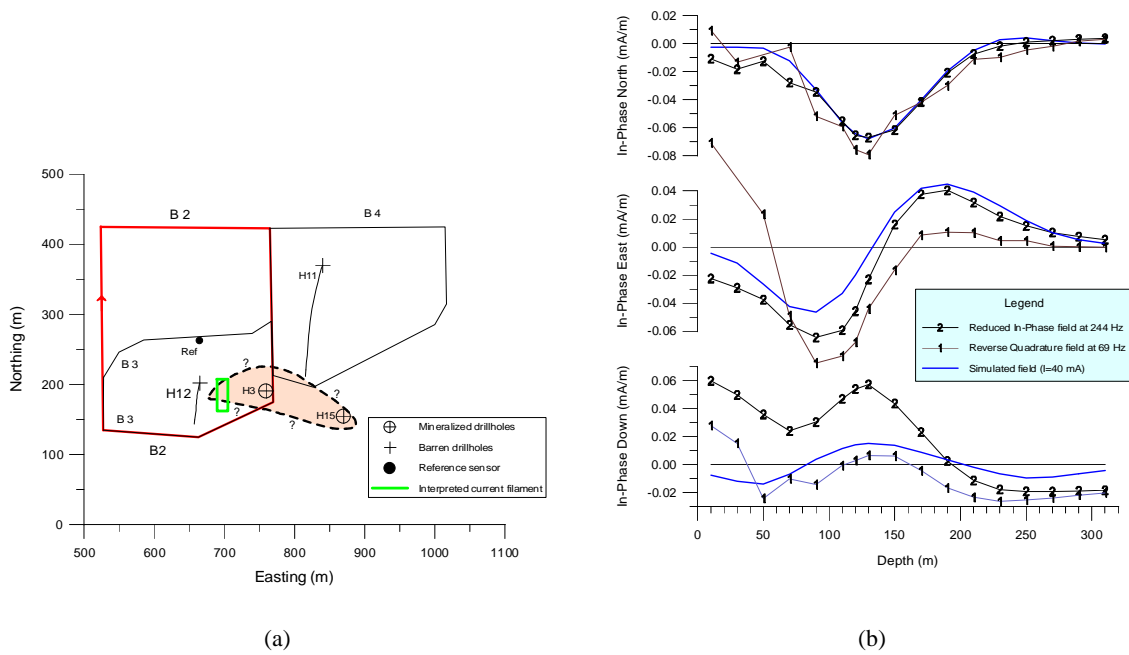 500
400
300
200
100
0
500 600 700 800 900 1000 1100
Northing (m)
Easting (m)
B 2
B 4
H11
Ref
B 3
H12
H3
H15
B 3
B2
?
?
?
?
?
Mineralized drillholes
Barren drillholes
Reference sensor
Interpreted current filament
(a)
In-Phase North (mA/m)
0.02
0.00
-0.02
-0.04
-0.06
-0.08
In-Phase East (mA/m)
0.04
0.02
0.00
-0.02
-0.04
-0.06
In-Phase Down (mA/m)
0.06
0.04
0.02
0.00
-0.02
0 50 100 150 200 250 300
Depth (m)
Legend
2 Reduced In-Phase field at 244 Hz
1 Reverse Quadrature field at 69 Hz
Simulated field (I=40 mA)
(b)